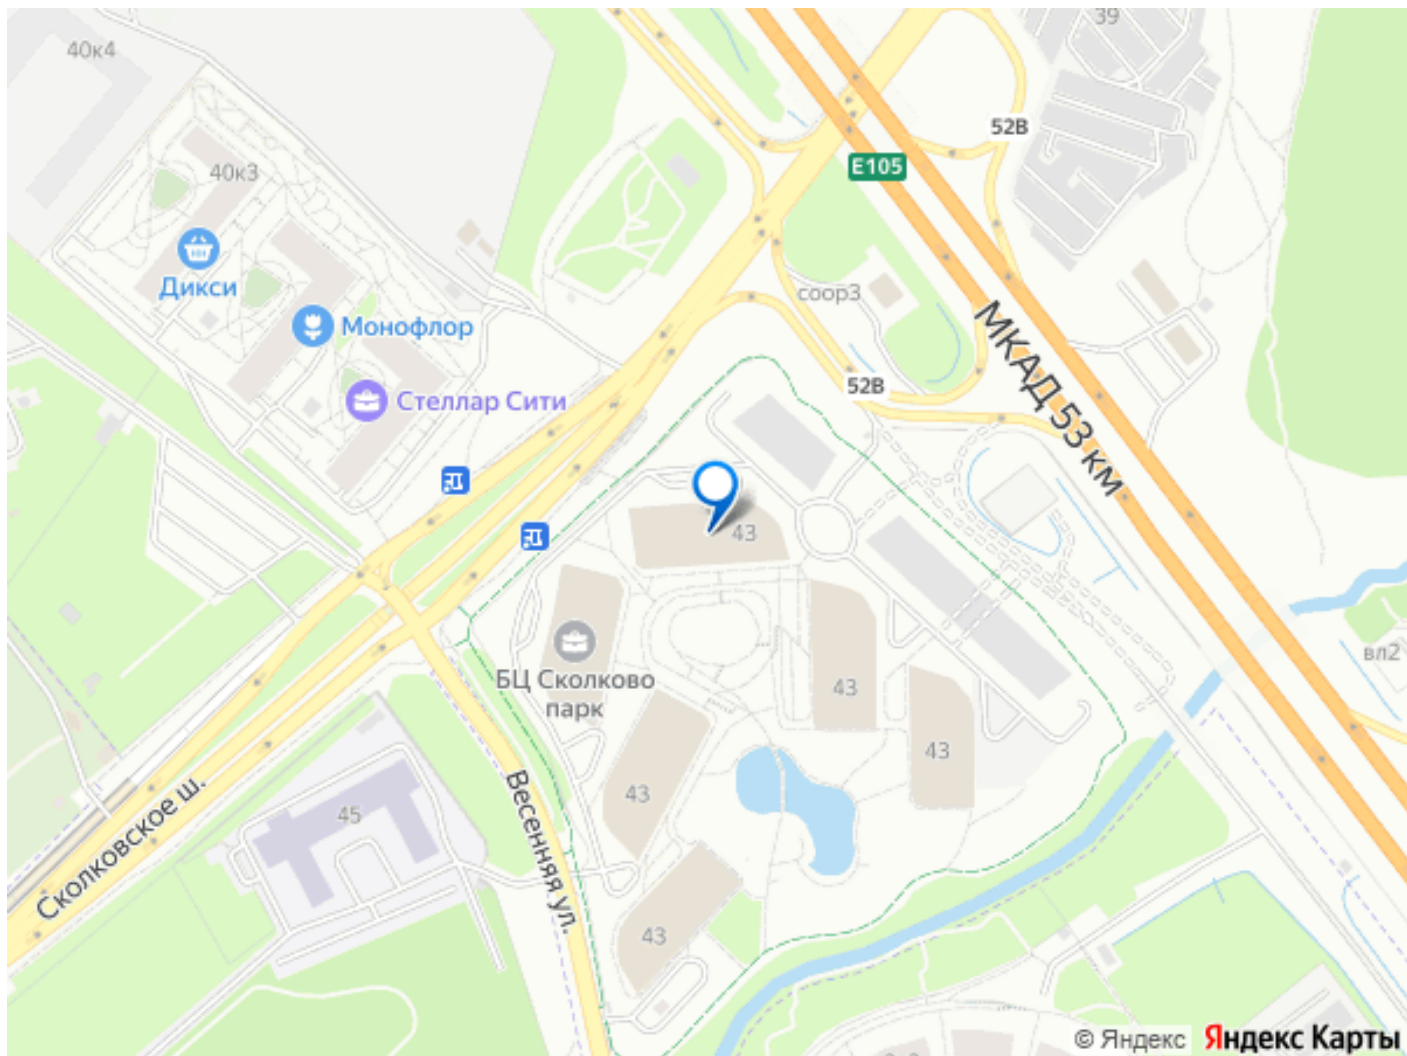 39
40к4
52В
E105
40к3
Дикси
соор3
Монофлор
МКАД 53 км
52В
Стеллар Сити
43
вл2
БЦ Сколково
парк
43
43
43
Весенняя ул.
Сколковское ш.
45
43
© Яндекс
Яндекс Карты